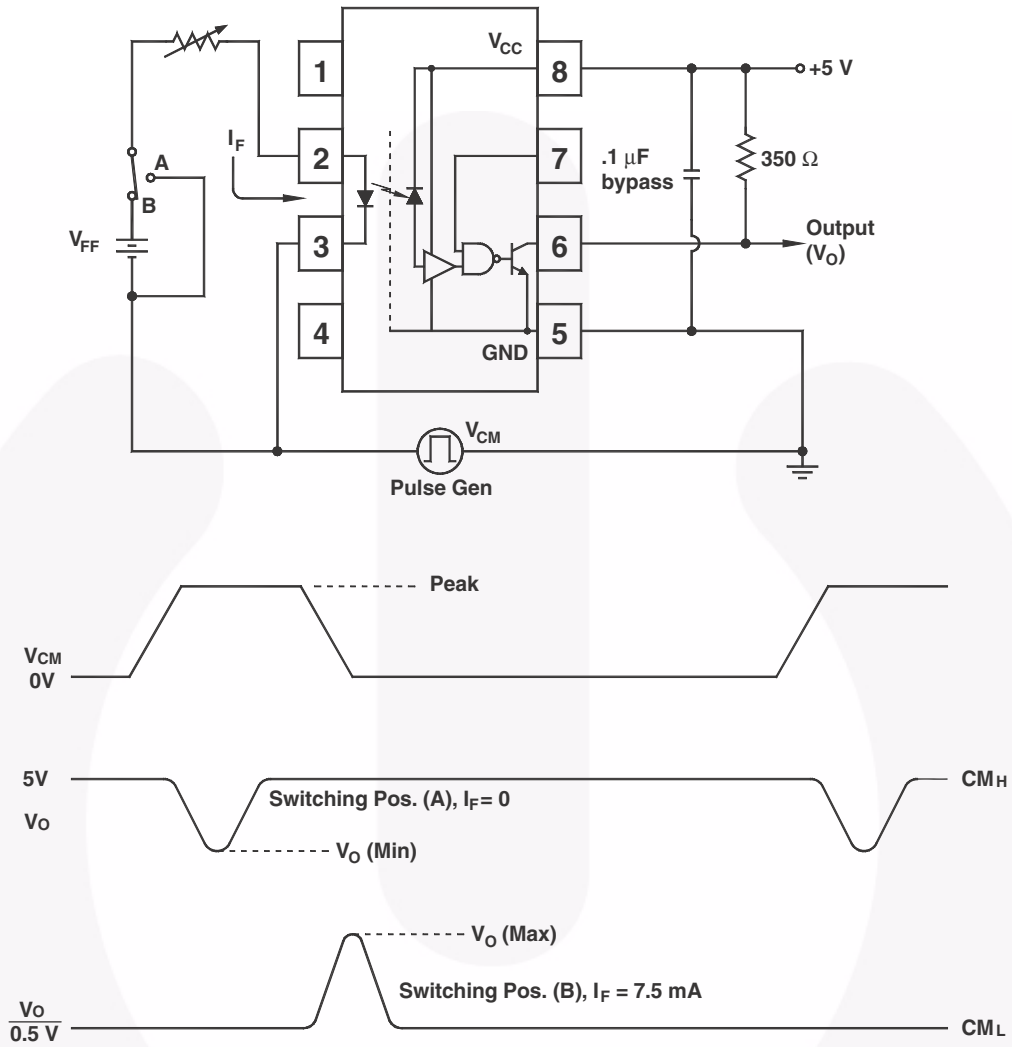 V_CC
1
8
+5 V
I_F
2
7
.1 μF
bypass
350 Ω
A
B
V_FF
3
6
Output
(V_O)
4
5
GND
V_CM
Pulse Gen
Peak
V_CM
0V
5V
CM_H
Switching Pos. (A), I_F = 0
V_O
V_O (Min)
V_O (Max)
Switching Pos. (B), I_F = 7.5 mA
V_O
0.5 V
CM_L